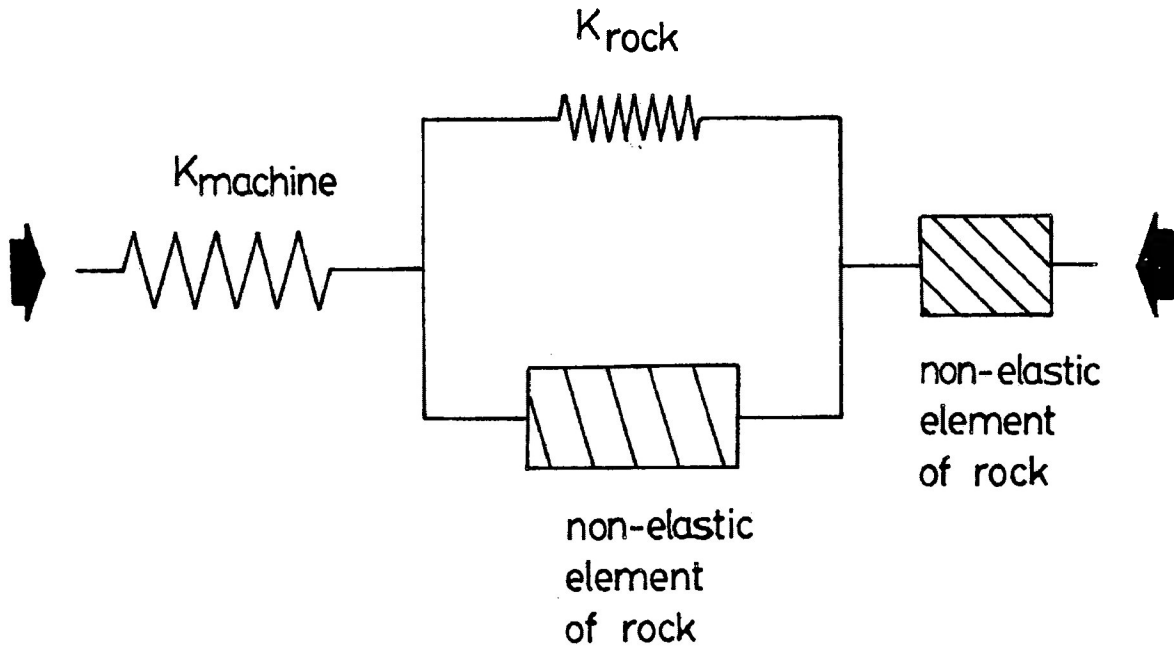 Krock
Kmachine
non-elastic
element
of rock
non-elastic
element
of rock